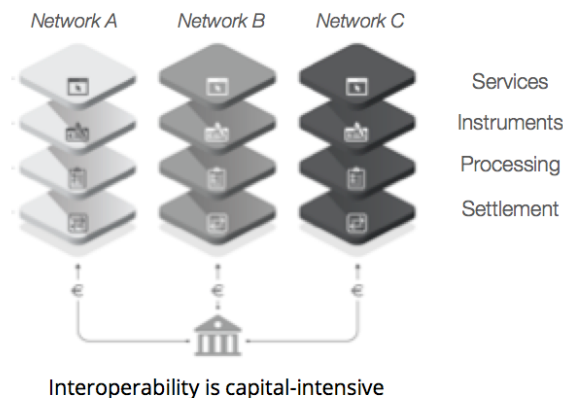 Network A Network B Network C
Services
Instruments
Processing
Settlement
€ € €
Interoperability is capital-intensive